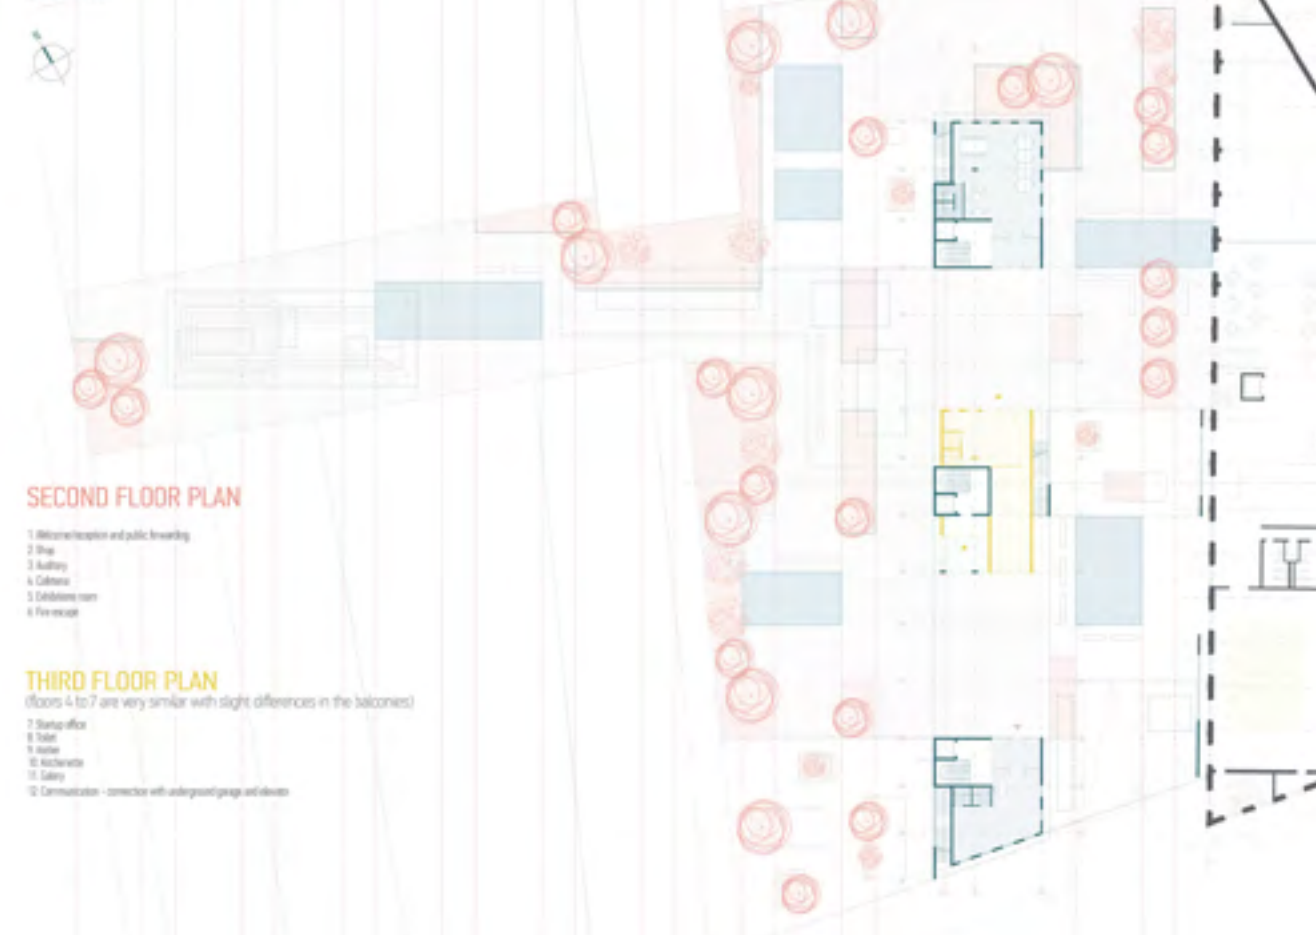 SECOND FLOOR PLAN
1. Welcome/reception and public forwarding
2. Shop
3. Auditory
4. Cafeteria
5. Exhibitions room
6. Fire escape
THIRD FLOOR PLAN
(floors 4 to 7 are very similar with slight differences in the balconies)
7. Startup office
8. Toilet
9. Atelier
10. Kitchenette
11. Galery
12. Communication - connection with underground garage and elevator